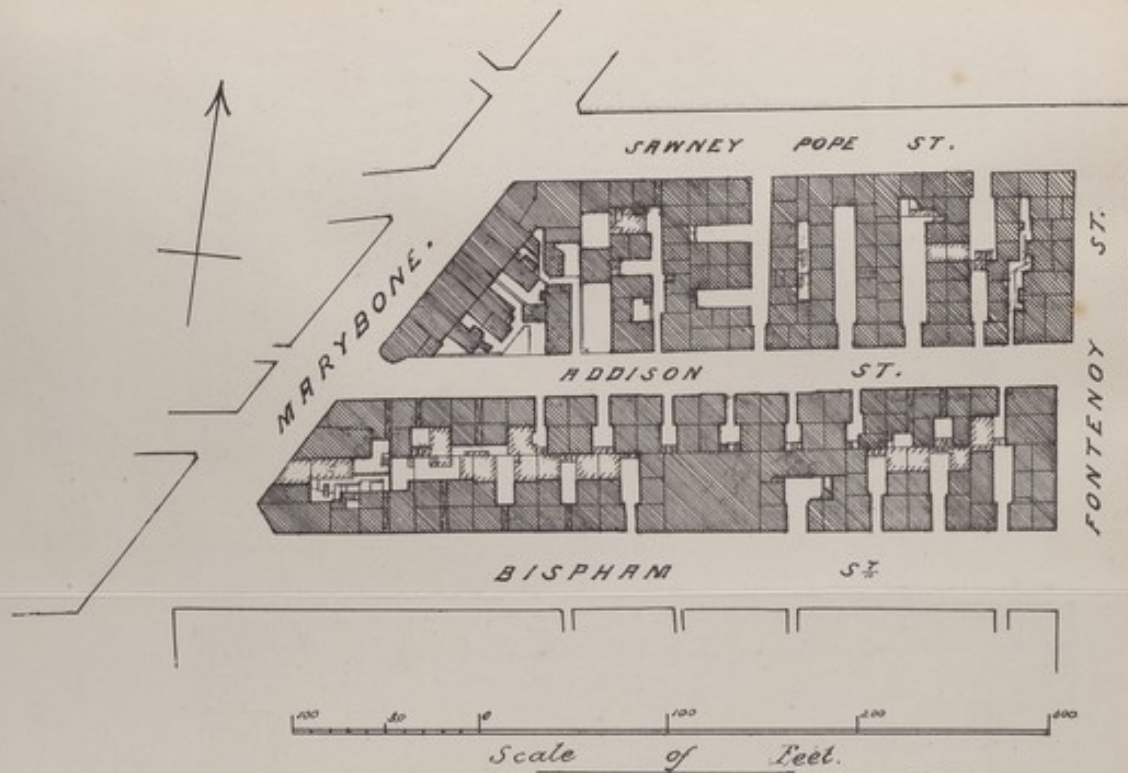 SAWNEY POPE ST.
MARYBONE.
ADDISON ST.
FONTENOY ST.
BISPHAM ST
100 50 0 100 200 300
Scale of Feet.